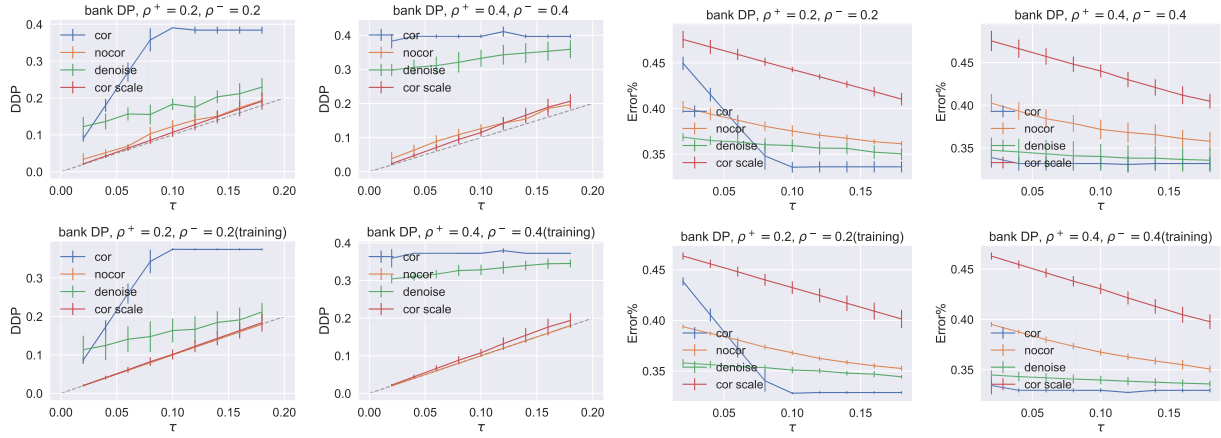 bank DP, ρ⁺ = 0.2, ρ⁻ = 0.2
DDP
0.4
0.3
0.2
0.1
0.0
cor
nocor
denoise
cor scale
0.00 0.05 0.10 0.15 0.20
τ
bank DP, ρ⁺ = 0.4, ρ⁻ = 0.4
DDP
0.4
0.3
0.2
0.1
0.0
cor
nocor
denoise
cor scale
0.00 0.05 0.10 0.15 0.20
τ
bank DP, ρ⁺ = 0.2, ρ⁻ = 0.2
Error%
0.45
0.40
0.35
cor
nocor
denoise
cor scale
0.05 0.10 0.15
τ
bank DP, ρ⁺ = 0.4, ρ⁻ = 0.4
Error%
0.45
0.40
0.35
cor
nocor
denoise
cor scale
0.05 0.10 0.15
τ
bank DP, ρ⁺ = 0.2, ρ⁻ = 0.2(training)
DDP
0.3
0.2
0.1
0.0
cor
nocor
denoise
cor scale
0.00 0.05 0.10 0.15 0.20
τ
bank DP, ρ⁺ = 0.4, ρ⁻ = 0.4(training)
DDP
0.4
0.3
0.2
0.1
0.0
cor
nocor
denoise
cor scale
0.00 0.05 0.10 0.15 0.20
τ
bank DP, ρ⁺ = 0.2, ρ⁻ = 0.2(training)
Error%
0.45
0.40
0.35
cor
nocor
denoise
cor scale
0.05 0.10 0.15
τ
bank DP, ρ⁺ = 0.4, ρ⁻ = 0.4(training)
Error%
0.45
0.40
0.35
cor
nocor
denoise
cor scale
0.05 0.10 0.15
τ